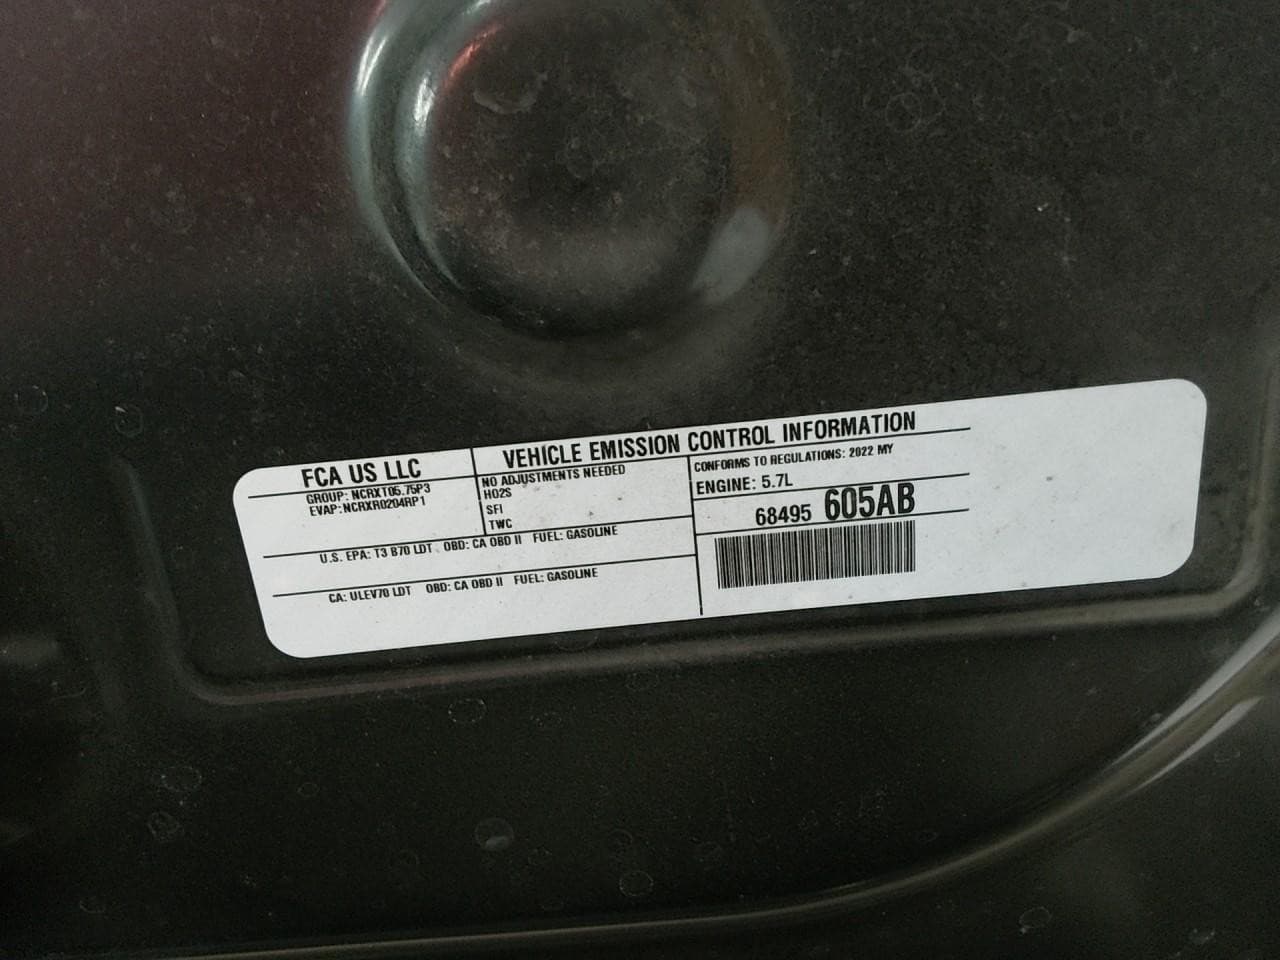 FCA US LLC
GROUP: NCRXT05.75P3
EVAP: NCRXR0204RP1
VEHICLE EMISSION CONTROL INFORMATION
NO ADJUSTMENTS NEEDED
HO2S
SFI
TWC
CONFORMS TO REGULATIONS: 2022 MY
ENGINE: 5.7L
68495 605AB
U.S. EPA: T3 B70 LDT OBD: CA OBD II FUEL: GASOLINE
CA: ULEV70 LDT OBD: CA OBD II FUEL: GASOLINE